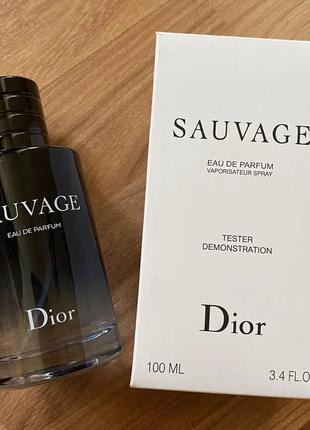 AUVAGE
EAU DE PARFUM
Dior
SAUVAGE
EAU DE PARFUM
VAPORISATEUR SPRAY
TESTER
DEMONSTRATION
Dior
100 ML 3.4 FL.O